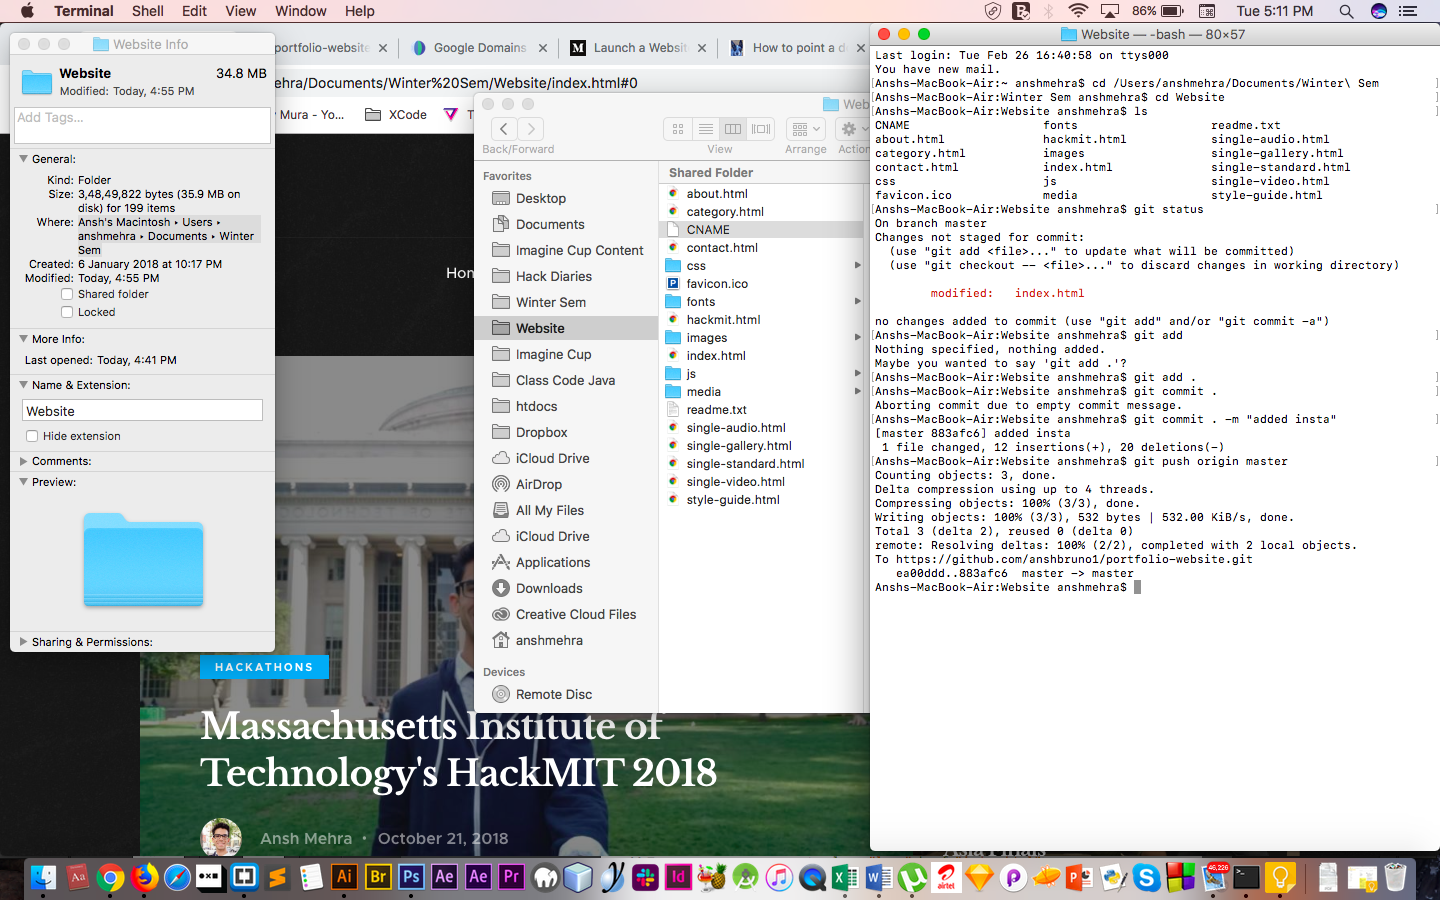 Terminal Shell Edit View Window Help
86% Tue 5:11 PM
Website Info
Website 34.8 MB
Modified: Today, 4:55 PM
Add Tags...
General:
Kind: Folder
Size: 3,48,49,822 bytes (35.9 MB on
disk) for 199 items
Where: Ansh's Macintosh ▸ Users ▸
anshmehra ▸ Documents ▸ Winter
Sem
Created: 6 January 2018 at 10:17 PM
Modified: Today, 4:55 PM
Shared folder
Locked
More Info:
Last opened: Today, 4:41 PM
Name & Extension:
Website
Hide extension
Comments:
Preview:
Sharing & Permissions:
portfolio-website
Google Domains
Launch a Websi
How to point a d
ehra/Documents/Winter%20Sem/Website/index.html#0
Mura - Yo...
XCode
Hom
HACKATHONS
Massachusetts Institute of
Technology's HackMIT 2018
Ansh Mehra • October 21, 2018
Asia Finals
Web
Back/Forward View Arrange Action
Favorites
Desktop
Documents
Imagine Cup Content
Hack Diaries
Winter Sem
Website
Imagine Cup
Class Code Java
htdocs
Dropbox
iCloud Drive
AirDrop
All My Files
iCloud Drive
Applications
Downloads
Creative Cloud Files
anshmehra
Devices
Remote Disc
Shared Folder
about.html
category.html
CNAME
contact.html
css
favicon.ico
fonts
hackmit.html
images
index.html
js
media
readme.txt
single-audio.html
single-gallery.html
single-standard.html
single-video.html
style-guide.html
Website — -bash — 80×57
Last login: Tue Feb 26 16:40:58 on ttys000
You have new mail.
[Anshs-MacBook-Air:~ anshmehra$ cd /Users/anshmehra/Documents/Winter\ Sem ]
[Anshs-MacBook-Air:Winter Sem anshmehra$ cd Website ]
[Anshs-MacBook-Air:Website anshmehra$ ls ]
CNAME fonts readme.txt
about.html hackmit.html single-audio.html
category.html images single-gallery.html
contact.html index.html single-standard.html
css js single-video.html
favicon.ico media style-guide.html
[Anshs-MacBook-Air:Website anshmehra$ git status ]
On branch master
Changes not staged for commit:
(use "git add <file>..." to update what will be committed)
(use "git checkout -- <file>..." to discard changes in working directory)
modified: index.html
no changes added to commit (use "git add" and/or "git commit -a")
[Anshs-MacBook-Air:Website anshmehra$ git add ]
Nothing specified, nothing added.
Maybe you wanted to say 'git add .'?
[Anshs-MacBook-Air:Website anshmehra$ git add . ]
[Anshs-MacBook-Air:Website anshmehra$ git commit . ]
Aborting commit due to empty commit message.
[Anshs-MacBook-Air:Website anshmehra$ git commit . -m "added insta" ]
[master 883afc6] added insta
1 file changed, 12 insertions(+), 20 deletions(-)
[Anshs-MacBook-Air:Website anshmehra$ git push origin master ]
Counting objects: 3, done.
Delta compression using up to 4 threads.
Compressing objects: 100% (3/3), done.
Writing objects: 100% (3/3), 532 bytes | 532.00 KiB/s, done.
Total 3 (delta 2), reused 0 (delta 0)
remote: Resolving deltas: 100% (2/2), completed with 2 local objects.
To https://github.com/anshbruno1/portfolio-website.git
ea00ddd..883afc6 master -> master
Anshs-MacBook-Air:Website anshmehra$
Aa Ai Br Ps Ae Ae Pr Id airtel 46,226